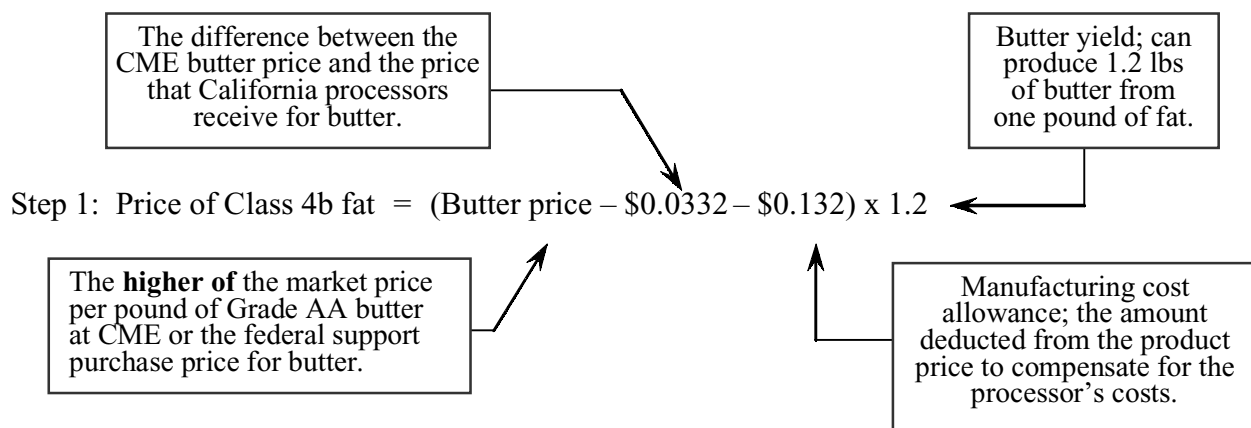 The difference between the
CME butter price and the price
that California processors
receive for butter.
Butter yield; can
produce 1.2 lbs
of butter from
one pound of fat.
Step 1: Price of Class 4b fat = (Butter price – $0.0332 – $0.132) x 1.2
The higher of the market price
per pound of Grade AA butter
at CME or the federal support
purchase price for butter.
Manufacturing cost
allowance; the amount
deducted from the product
price to compensate for the
processor’s costs.